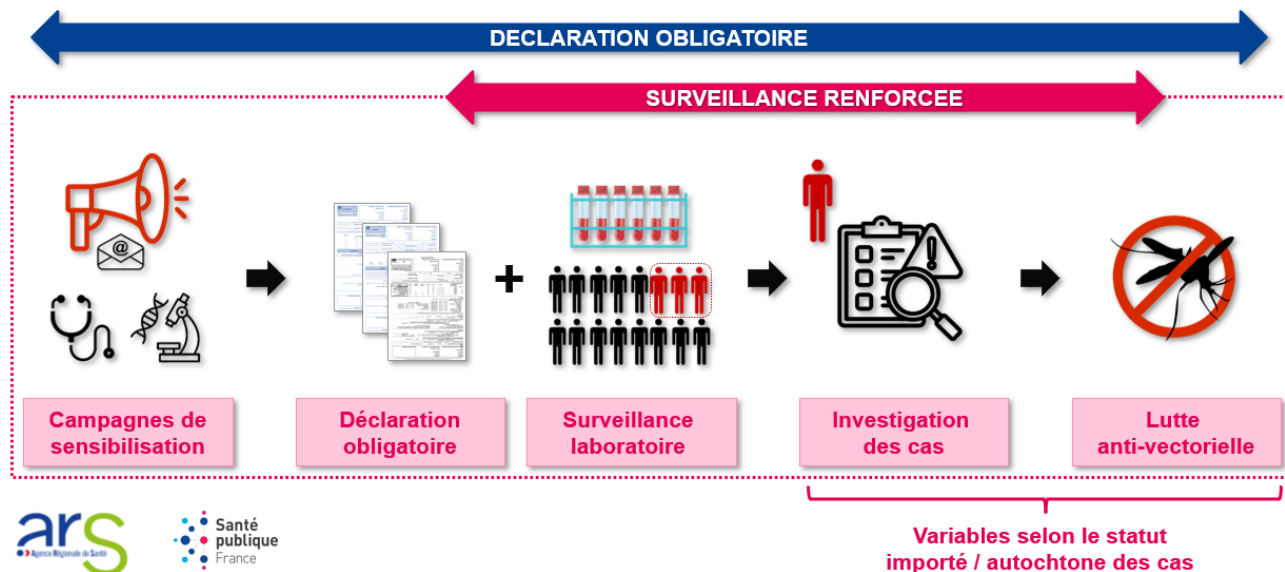 DECLARATION OBLIGATOIRE
SURVEILLANCE RENFORCEE
@
+
Campagnes de
sensibilisation
Déclaration
obligatoire
Surveillance
laboratoire
Investigation
des cas
Lutte
anti-vectorielle
ars
Agence Régionale de Santé
Santé
publique
France
Variables selon le statut
importé / autochtone des cas